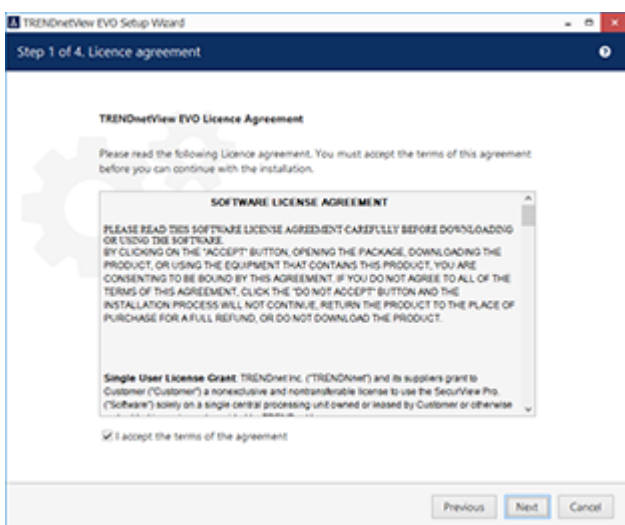 TRENDnetView EVO Setup Wizard
Step 1 of 4. Licence agreement
TRENDnetView EVO Licence Agreement
Please read the following Licence agreement. You must accept the terms of this agreement
before you can continue with the installation.
SOFTWARE LICENSE AGREEMENT
PLEASE READ THIS SOFTWARE LICENSE AGREEMENT CAREFULLY BEFORE DOWNLOADING
OR USING THE SOFTWARE.
BY CLICKING ON THE "ACCEPT" BUTTON, OPENING THE PACKAGE, DOWNLOADING THE
PRODUCT, OR USING THE EQUIPMENT THAT CONTAINS THIS PRODUCT, YOU ARE
CONSENTING TO BE BOUND BY THIS AGREEMENT. IF YOU DO NOT AGREE TO ALL OF THE
TERMS OF THIS AGREEMENT, CLICK THE "DO NOT ACCEPT" BUTTON AND THE
INSTALLATION PROCESS WILL NOT CONTINUE, RETURN THE PRODUCT TO THE PLACE OF
PURCHASE FOR A FULL REFUND, OR DO NOT DOWNLOAD THE PRODUCT.
Single User License Grant: TRENDnet Inc. ("TRENDNnet") and its suppliers grant to
Customer ("Customer") a nonexclusive and nontransferable license to use the SecurView Pro.
("Software") solely on a single central processing unit owned or leased by Customer or otherwise
I accept the terms of the agreement
Previous Next Cancel